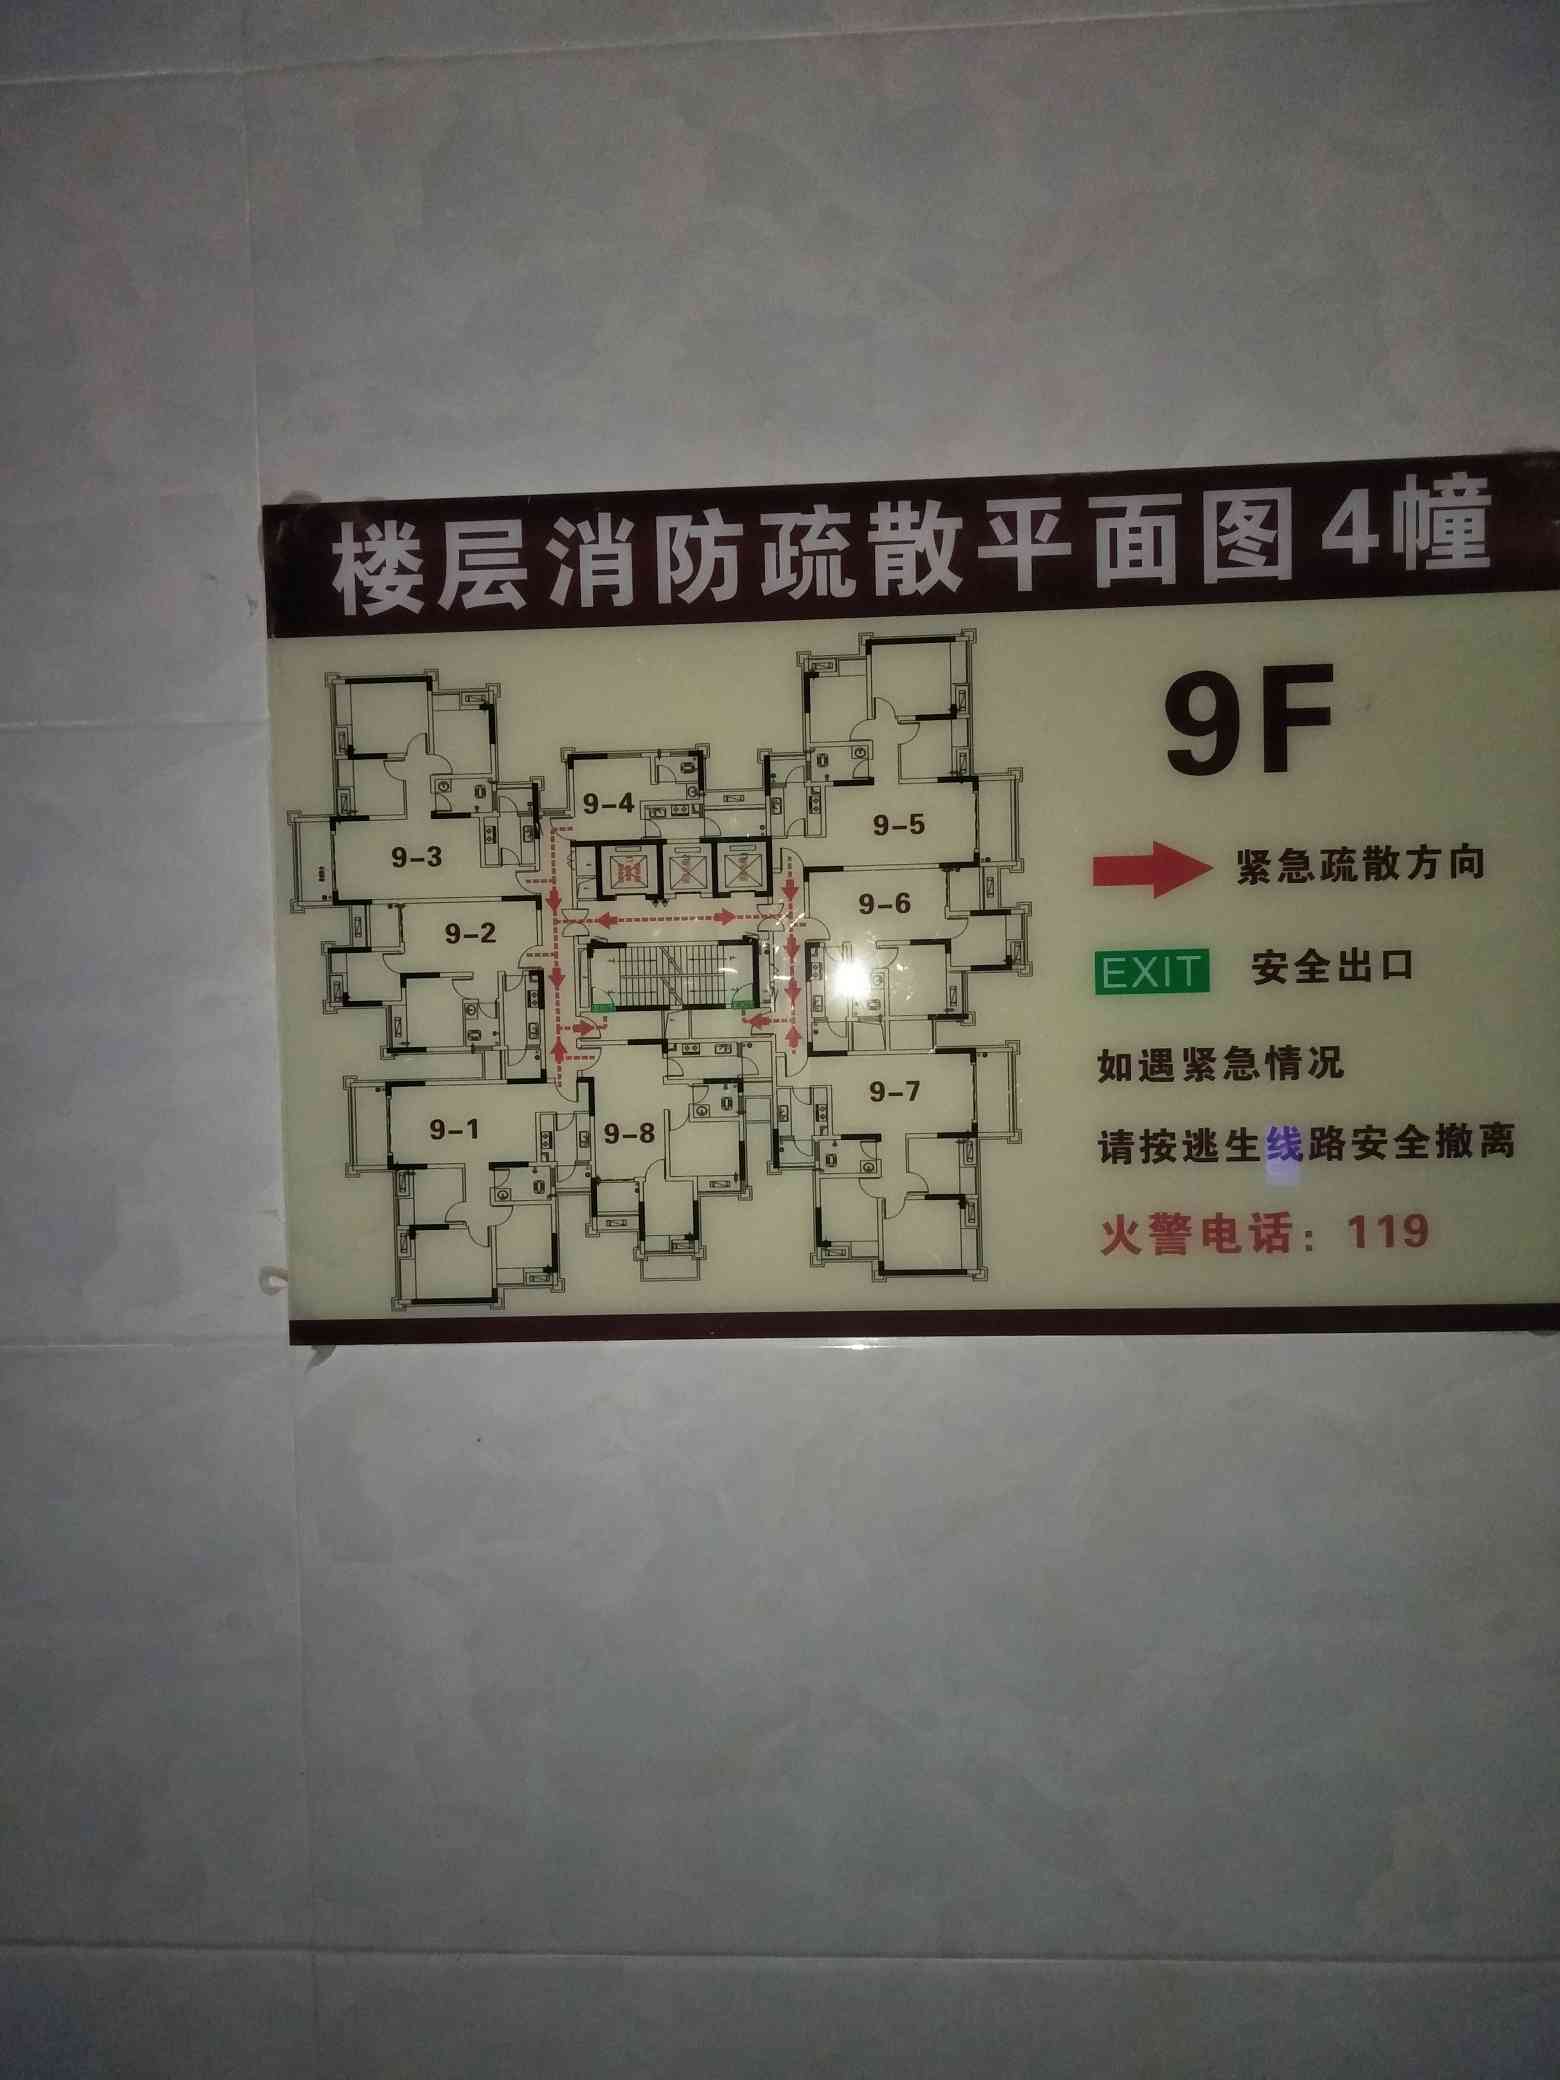 楼层消防疏散平面图4幢
9F
9-4
9-5
9-3
9-6
9-2
9-7
9-1
9-8
紧急疏散方向
EXIT 安全出口
如遇紧急情况
请按逃生线路安全撤离
火警电话：119